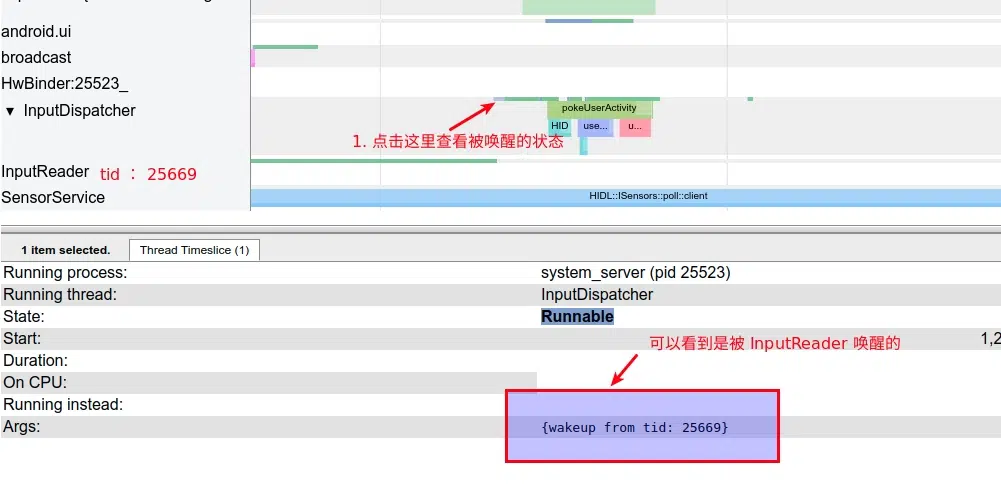 android.ui
broadcast
HwBinder:25523_
▼ InputDispatcher
pokeUserActivity
HID use... u...
1. 点击这里查看被唤醒的状态
InputReader tid : 25669
SensorService
HIDL::ISensors::poll::client
1 item selected. Thread Timeslice (1)
Running process: system_server (pid 25523)
Running thread: InputDispatcher
State: Runnable
Start: 1,2
可以看到是被 InputReader 唤醒的
Duration:
On CPU:
Running instead:
Args: {wakeup from tid: 25669}